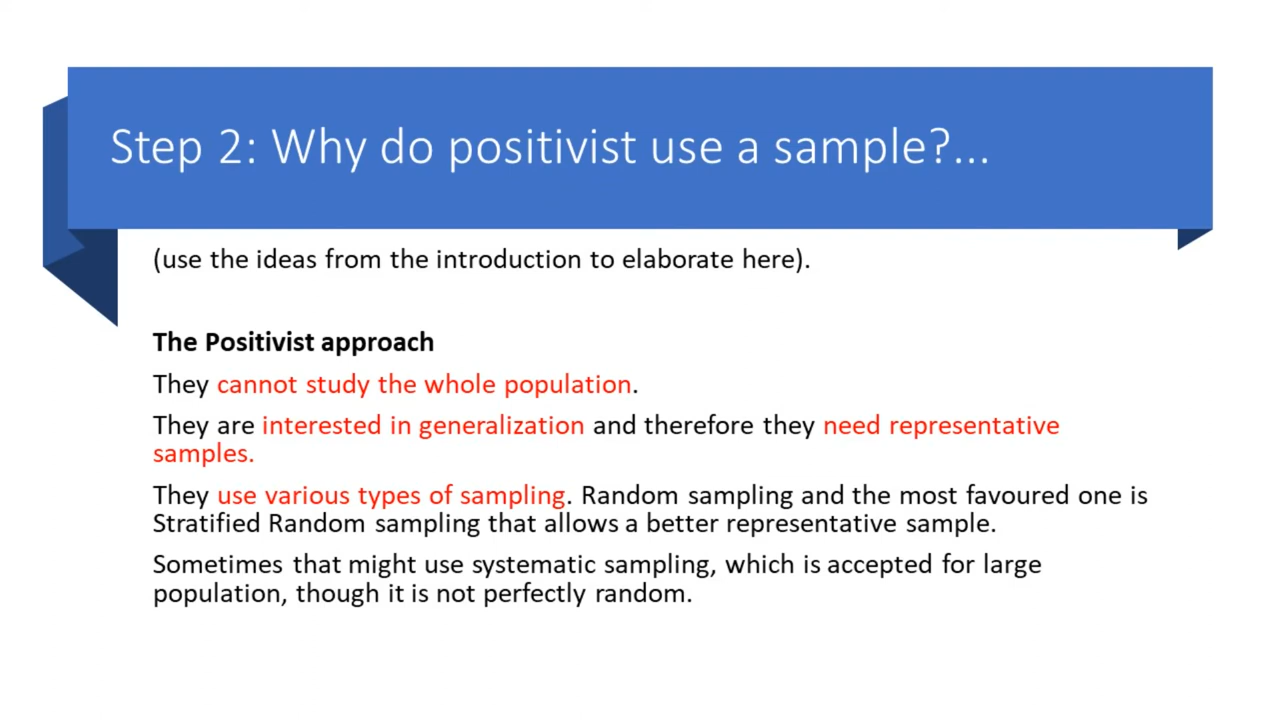 Step 2: Why do positivist use a sample?...
(use the ideas from the introduction to elaborate here).
The Positivist approach
They cannot study the whole population.
They are interested in generalization and therefore they need representative
samples.
They use various types of sampling. Random sampling and the most favoured one is
Stratified Random sampling that allows a better representative sample.
Sometimes that might use systematic sampling, which is accepted for large
population, though it is not perfectly random.